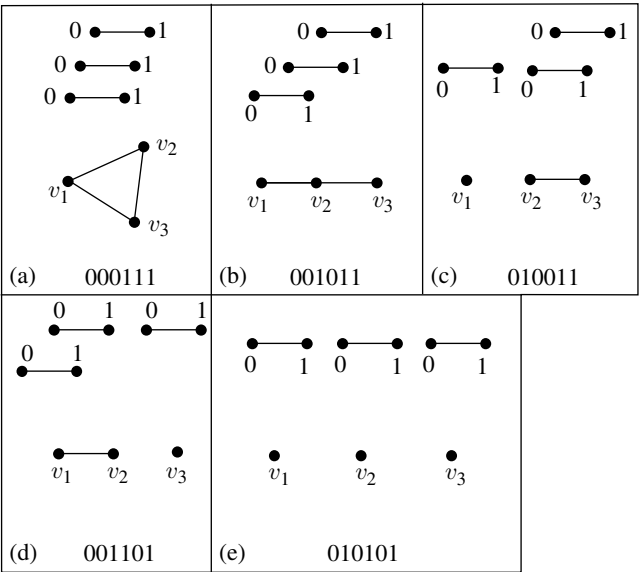 0 1
0 1
0 1
v1
v2
v3
(a) 000111
0 1
0 1
0 1
v1 v2 v3
(b) 001011
0 1
0 1 0 1
v1 v2 v3
(c) 010011
0 1 0 1
0 1
v1 v2 v3
(d) 001101
0 1 0 1 0 1
v1 v2 v3
(e) 010101